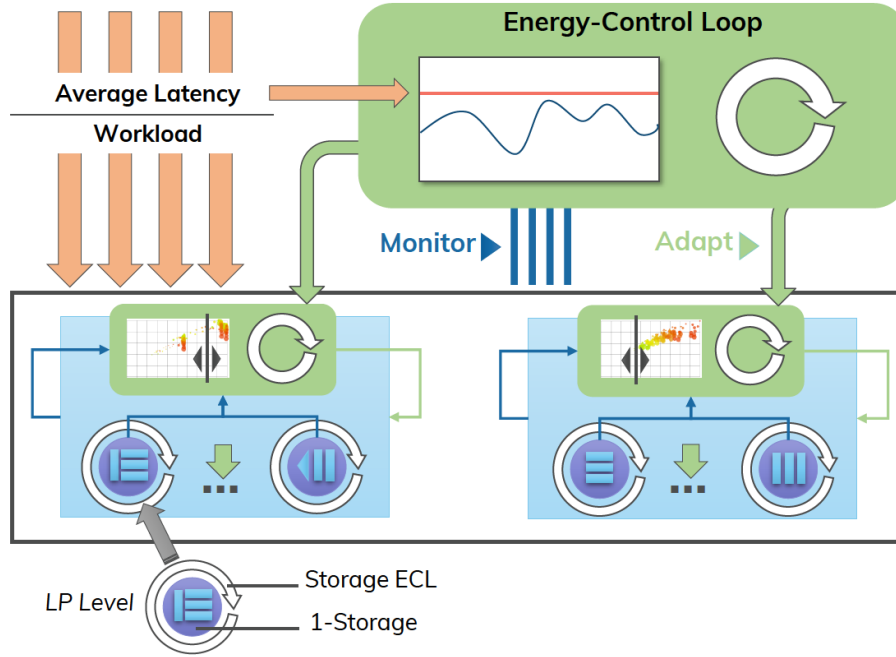 Energy-Control Loop
Average Latency
Workload
Monitor
Adapt
Storage ECL
LP Level
1-Storage